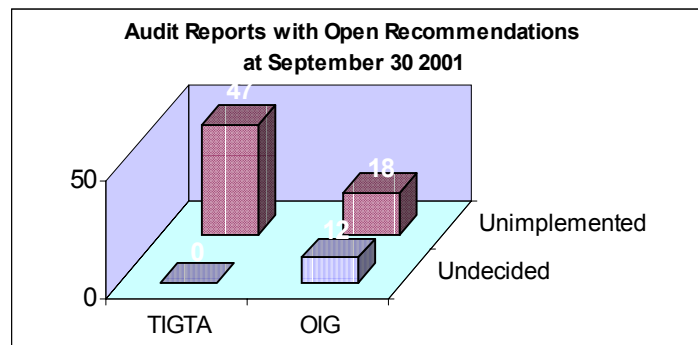 Audit Reports with Open Recommendations
at September 30 2001
47
18
50
Unimplemented
12
0
Undecided
0
TIGTA OIG